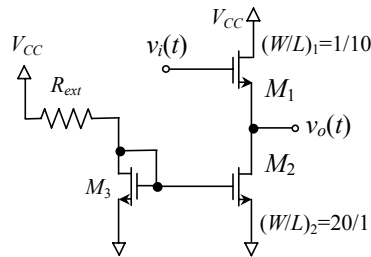 V_CC
v_i(t)
(W/L)_1=1/10
V_CC
R_ext
M_1
v_o(t)
M_2
M_3
(W/L)_2=20/1